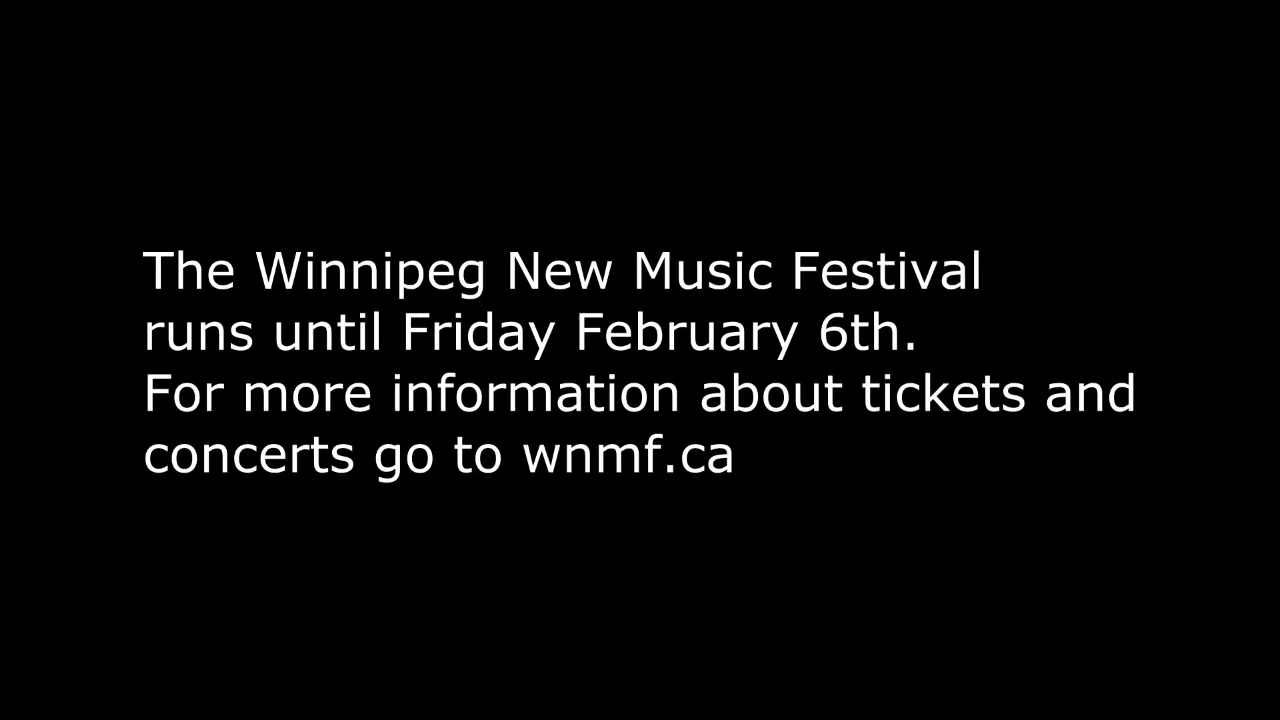 The Winnipeg New Music Festival
runs until Friday February 6th.
For more information about tickets and
concerts go to wnmf.ca